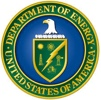 DEPARTMENT OF ENERGY
UNITED STATES OF AMERICA